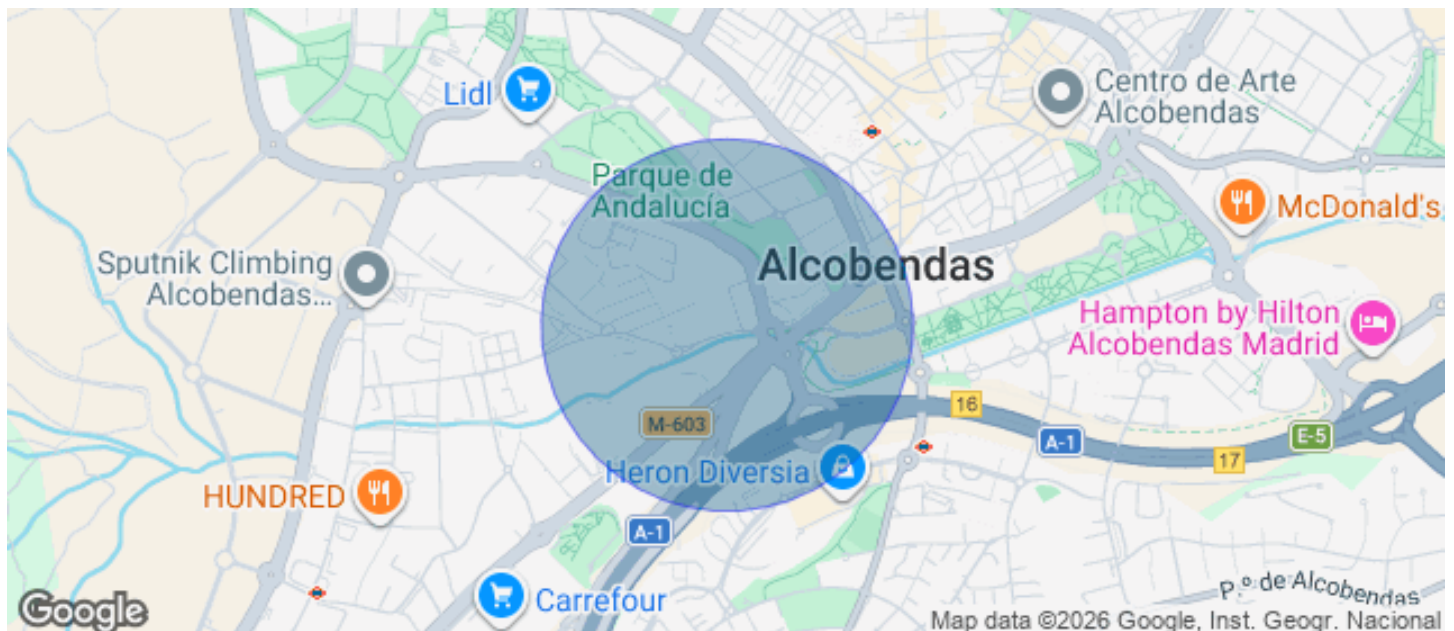 Lidl
Centro de Arte
Alcobendas
Parque de
Andalucía
McDonald's
Sputnik Climbing
Alcobendas...
Alcobendas
Hampton by Hilton
Alcobendas Madrid
M-603
16
A-1
E-5
17
Heron Diversia
HUNDRED
A-1
Carrefour
P.º de Alcobendas
Google
Map data ©2026 Google, Inst. Geogr. Nacional